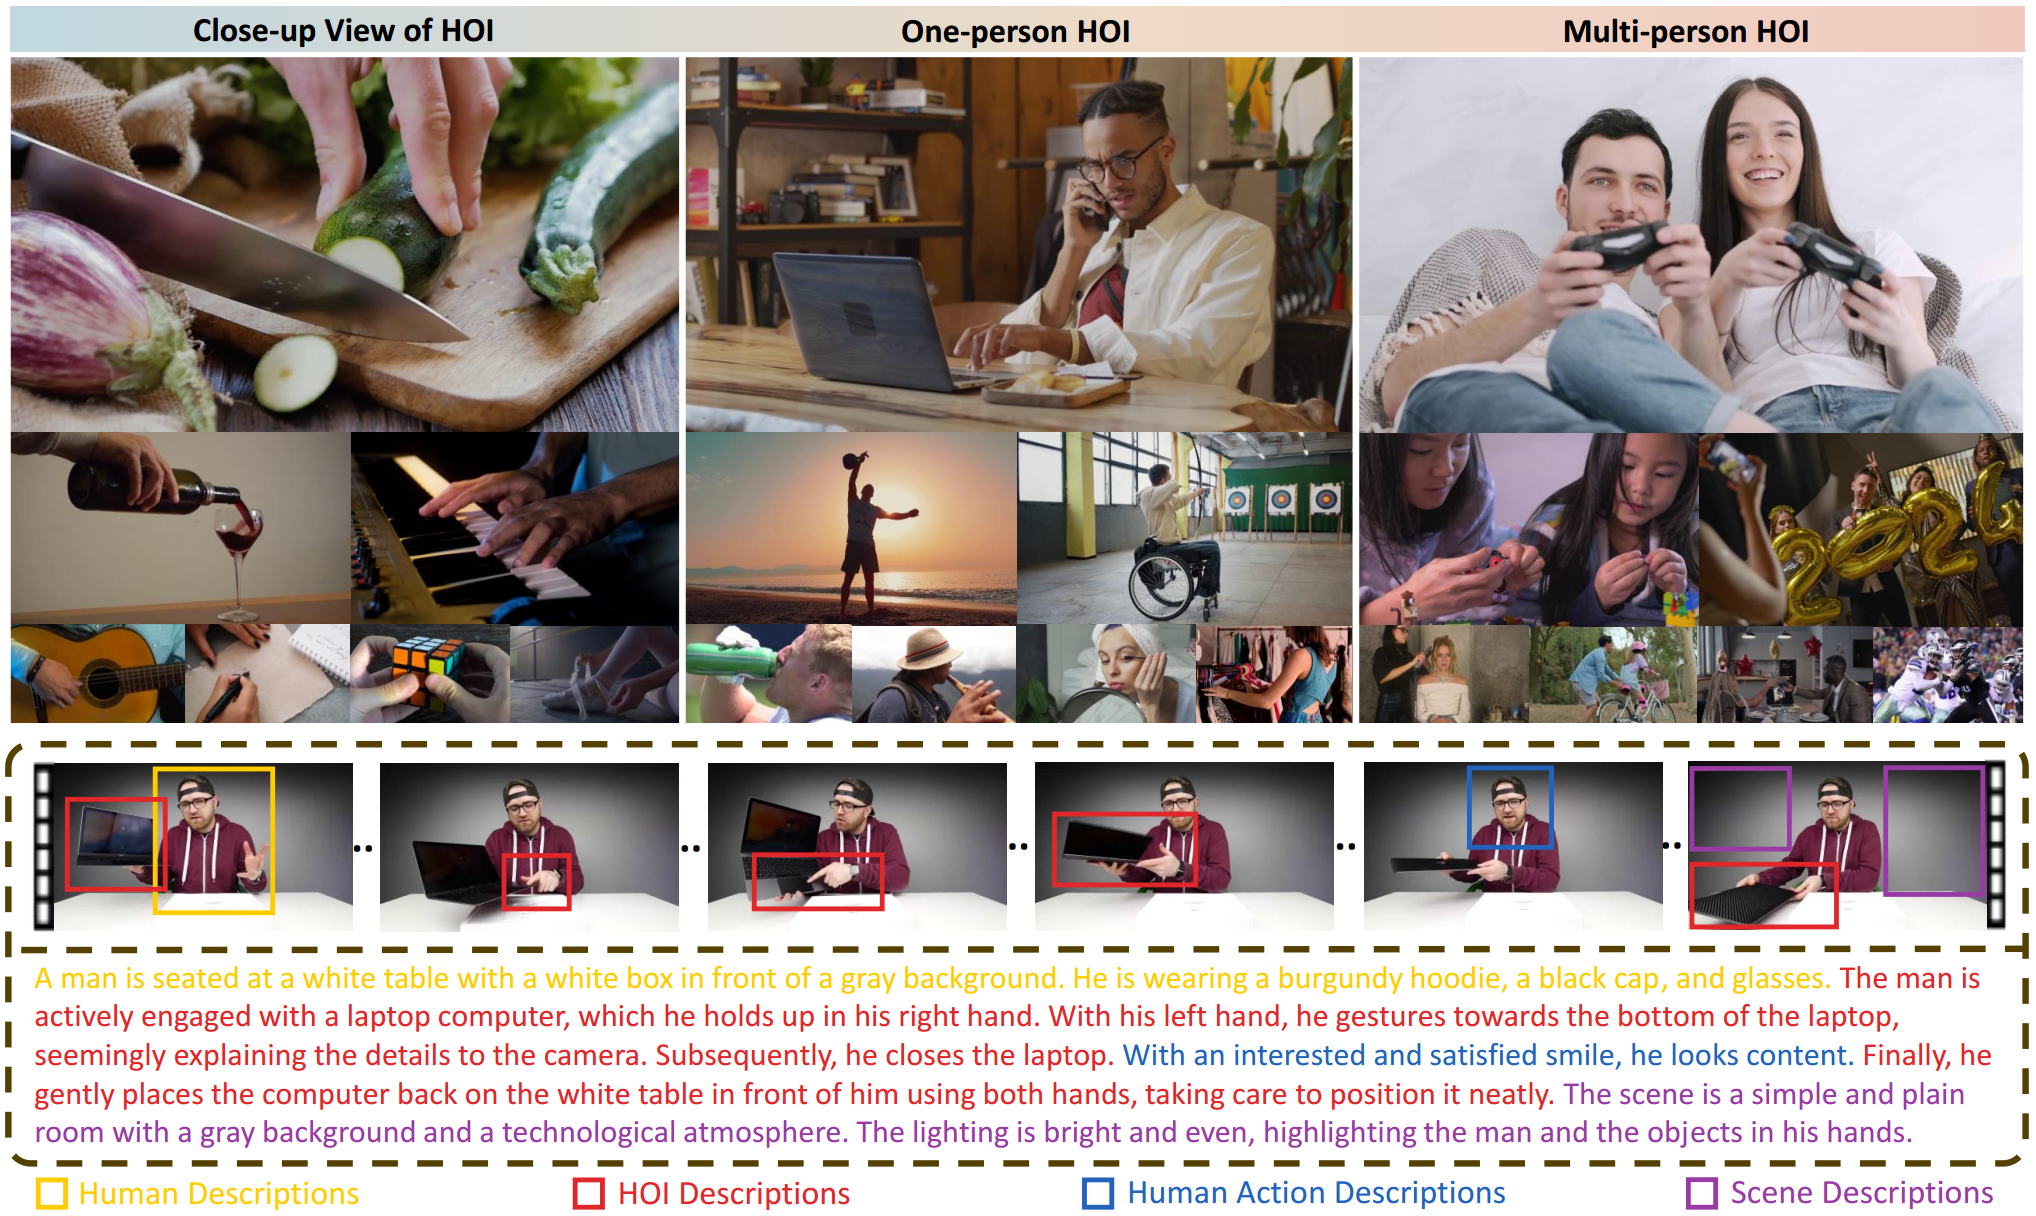 Close-up View of HOI
One-person HOI
Multi-person HOI
2024
A man is seated at a white table with a white box in front of a gray background. He is wearing a burgundy hoodie, a black cap, and glasses. The man is
actively engaged with a laptop computer, which he holds up in his right hand. With his left hand, he gestures towards the bottom of the laptop,
seemingly explaining the details to the camera. Subsequently, he closes the laptop. With an interested and satisfied smile, he looks content. Finally, he
gently places the computer back on the white table in front of him using both hands, taking care to position it neatly. The scene is a simple and plain
room with a gray background and a technological atmosphere. The lighting is bright and even, highlighting the man and the objects in his hands.
Human Descriptions
HOI Descriptions
Human Action Descriptions
Scene Descriptions